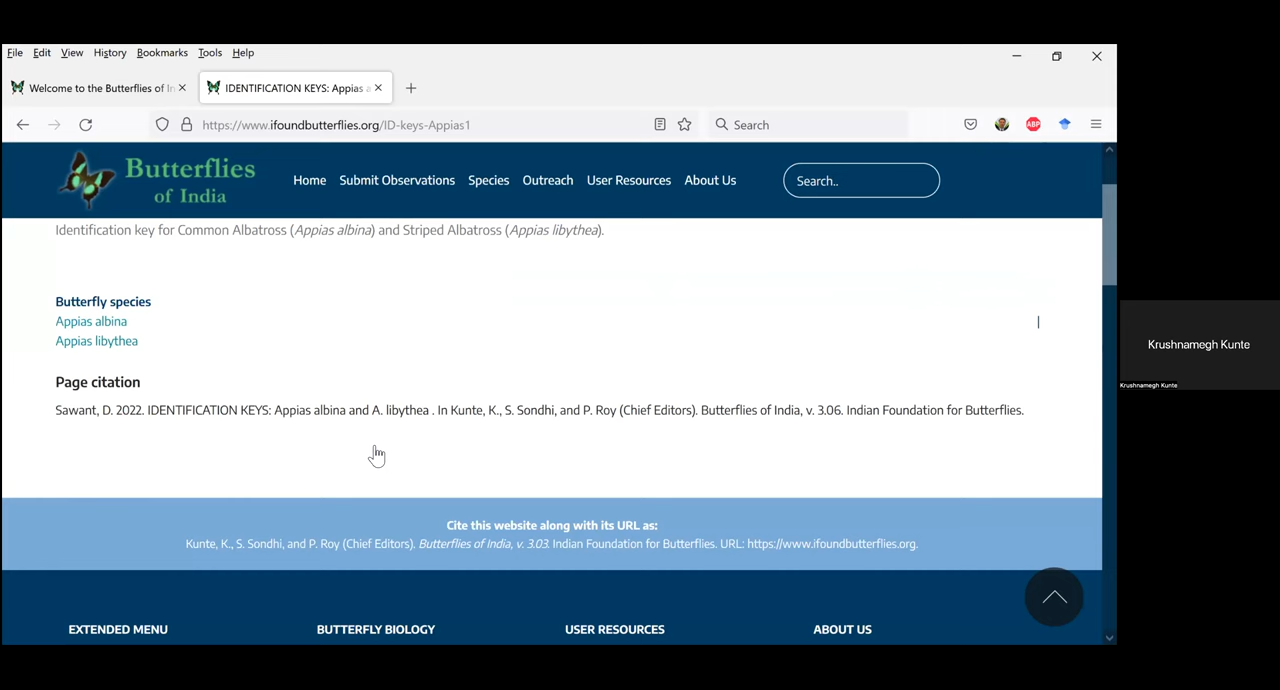 File Edit View History Bookmarks Tools Help
Welcome to the Butterflies of In
IDENTIFICATION KEYS: Appias a
https://www.ifoundbutterflies.org/ID-keys-Appias1
Search
ABP
Butterflies
of India
Home Submit Observations Species Outreach User Resources About Us
Search..
Identification key for Common Albatross (Appias albina) and Striped Albatross (Appias libythea).
Butterfly species
Appias albina
Appias libythea
Page citation
Sawant, D. 2022. IDENTIFICATION KEYS: Appias albina and A. libythea . In Kunte, K., S. Sondhi, and P. Roy (Chief Editors). Butterflies of India, v. 3.06. Indian Foundation for Butterflies.
Cite this website along with its URL as:
Kunte, K., S. Sondhi, and P. Roy (Chief Editors). Butterflies of India, v. 3.03. Indian Foundation for Butterflies. URL: https://www.ifoundbutterflies.org.
EXTENDED MENU BUTTERFLY BIOLOGY USER RESOURCES ABOUT US
Krushnamegh Kunte
Krushnamegh Kunte